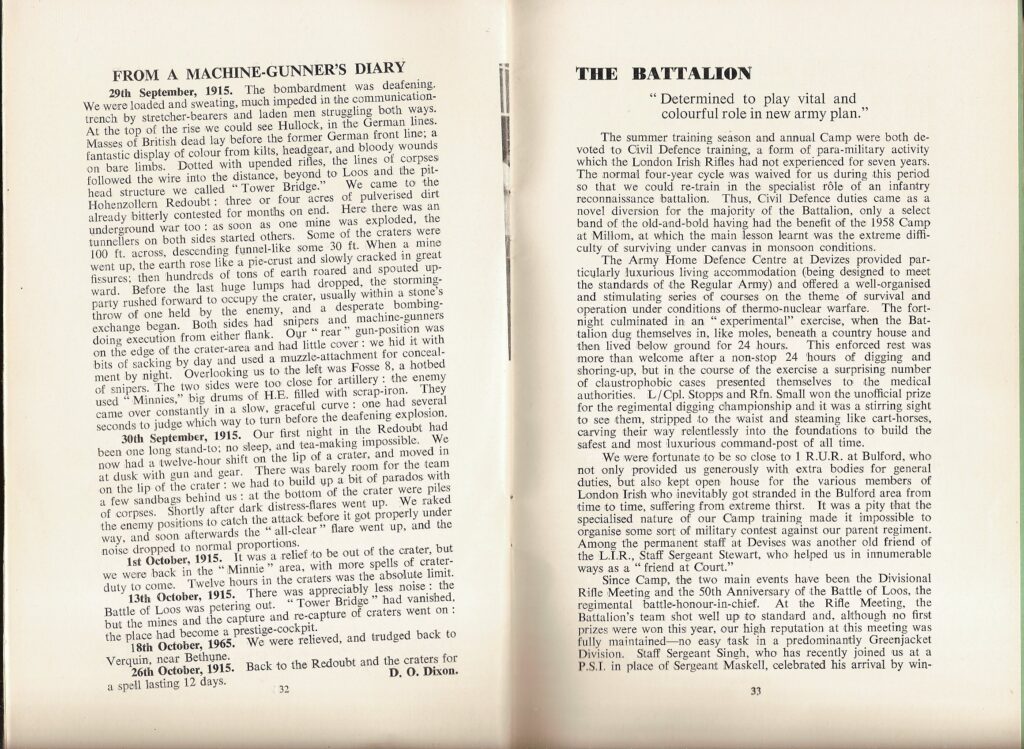 FROM A MACHINE-GUNNER'S DIARY
29th September, 1915. The bombardment was deafening.
We were loaded and sweating, much impeded in the communication-
trench by stretcher-bearers and laden men struggling both ways.
At the top of the rise we could see Hullock, in the German lines.
Masses of British dead lay before the former German front line; a
fantastic display of colour from kilts, headgear, and bloody wounds
on bare limbs. Dotted with upended rifles, the lines of corpses
followed the wire into the distance, beyond to Loos and the pit-
head structure we called "Tower Bridge." We came to the
Hohenzollern Redoubt: three or four acres of pulverised dirt
already bitterly contested for months on end. Here there was an
underground war too: as soon as one mine was exploded, the
tunnellers on both sides started others. Some of the craters were
100 ft. across, descending funnel-like some 30 ft. When a mine
went up, the earth rose like a pie-crust and slowly cracked in great
fissures; then hundreds of tons of earth roared and spouted up-
ward. Before the last huge lumps had dropped, the storming-
party rushed forward to occupy the crater, usually within a stone's
throw of one held by the enemy, and a desperate bombing-
exchange began. Both sides had snipers and machine-gunners
doing execution from either flank. Our "rear" gun-position was
on the edge of the crater-area and had little cover: we hid it with
bits of sacking by day and used a muzzle-attachment for conceal-
ment by night. Overlooking us to the left was Fosse 8, a hotbed
of snipers. The two sides were too close for artillery: the enemy
used "Minnies," big drums of H.E. filled with scrap-iron. They
came over constantly in a slow, graceful curve: one had several
seconds to judge which way to turn before the deafening explosion.
30th September, 1915. Our first night in the Redoubt had
been one long stand-to; no sleep, and tea-making impossible. We
now had a twelve-hour shift on the lip of a crater, and moved in
at dusk with gun and gear. There was barely room for the team
on the lip of the crater: we had to build up a bit of parados with
a few sandbags behind us: at the bottom of the crater were piles
of corpses. Shortly after dark distress-flares went up. We raked
the enemy positions to catch the attack before it got properly under
way, and soon afterwards the "all-clear" flare went up, and the
noise dropped to normal proportions.
1st October, 1915. It was a relief to be out of the crater, but
we were back in the "Minnie" area, with more spells of crater-
duty to come. Twelve hours in the craters was the absolute limit.
13th October, 1915. There was appreciably less noise: the
Battle of Loos was petering out. "Tower Bridge" had vanished,
but the mines and the capture and re-capture of craters went on:
the place had become a prestige-cockpit.
18th October, 1965. We were relieved, and trudged back to
Verquin, near Bethune.
26th October, 1915. Back to the Redoubt and the craters for
a spell lasting 12 days.
D. O. Dixon.
32
THE BATTALION
"Determined to play vital and
colourful role in new army plan."
The summer training season and annual Camp were both de-
voted to Civil Defence training, a form of para-military activity
which the London Irish Rifles had not experienced for seven years.
The normal four-year cycle was waived for us during this period
so that we could re-train in the specialist rôle of an infantry
reconnaissance battalion. Thus, Civil Defence duties came as a
novel diversion for the majority of the Battalion, only a select
band of the old-and-bold having had the benefit of the 1958 Camp
at Millom, at which the main lesson learnt was the extreme diffi-
culty of surviving under canvas in monsoon conditions.
The Army Home Defence Centre at Devizes provided par-
ticularly luxurious living accommodation (being designed to meet
the standards of the Regular Army) and offered a well-organised
and stimulating series of courses on the theme of survival and
operation under conditions of thermo-nuclear warfare. The fort-
night culminated in an "experimental" exercise, when the Bat-
talion dug themselves in, like moles, beneath a country house and
then lived below ground for 24 hours. This enforced rest was
more than welcome after a non-stop 24 hours of digging and
shoring-up, but in the course of the exercise a surprising number
of claustrophobic cases presented themselves to the medical
authorities. L/Cpl. Stopps and Rfn. Small won the unofficial prize
for the regimental digging championship and it was a stirring sight
to see them, stripped to the waist and steaming like cart-horses,
carving their way relentlessly into the foundations to build the
safest and most luxurious command-post of all time.
We were fortunate to be so close to 1 R.U.R. at Bulford, who
not only provided us generously with extra bodies for general
duties, but also kept open house for the various members of
London Irish who inevitably got stranded in the Bulford area from
time to time, suffering from extreme thirst. It was a pity that the
specialised nature of our Camp training made it impossible to
organise some sort of military contest against our parent regiment.
Among the permanent staff at Devises was another old friend of
the L.I.R., Staff Sergeant Stewart, who helped us in innumerable
ways as a "friend at Court."
Since Camp, the two main events have been the Divisional
Rifle Meeting and the 50th Anniversary of the Battle of Loos, the
regimental battle-honour-in-chief. At the Rifle Meeting, the
Battalion's team shot well up to standard and, although no first
prizes were won this year, our high reputation at this meeting was
fully maintained—no easy task in a predominantly Greenjacket
Division. Staff Sergeant Singh, who has recently joined us at a
P.S.I. in place of Sergeant Maskell, celebrated his arrival by win-
33